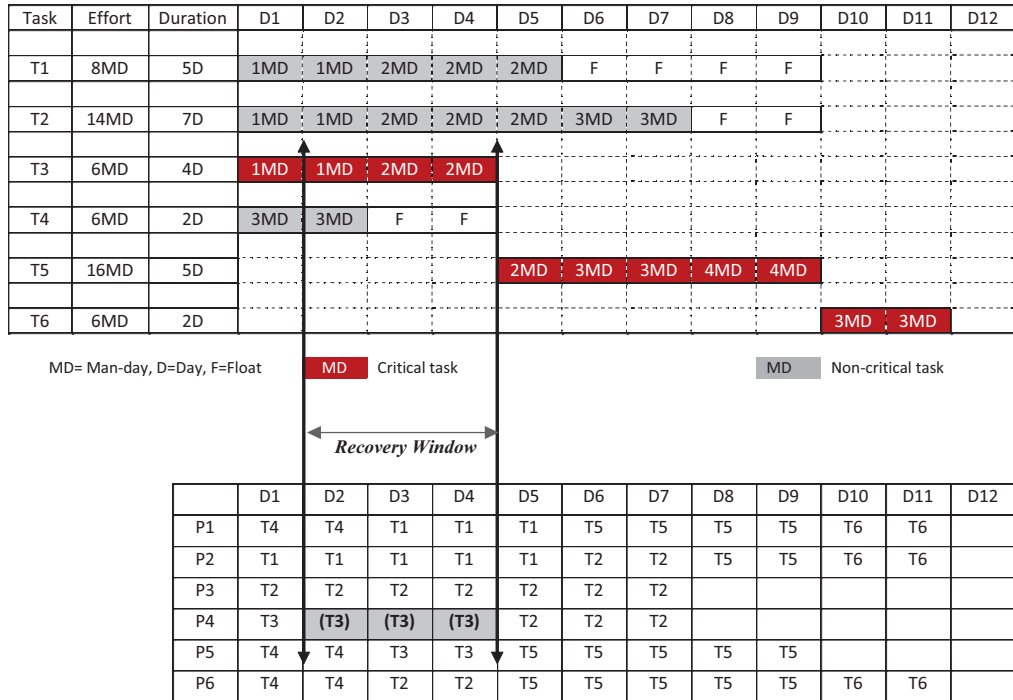 Task Effort Duration D1 D2 D3 D4 D5 D6 D7 D8 D9 D10 D11 D12
T1 8MD 5D 1MD 1MD 2MD 2MD 2MD F F F F
T2 14MD 7D 1MD 1MD 2MD 2MD 2MD 3MD 3MD F F
T3 6MD 4D 1MD 1MD 2MD 2MD
T4 6MD 2D 3MD 3MD F F
T5 16MD 5D 2MD 3MD 3MD 4MD 4MD
T6 6MD 2D 3MD 3MD
MD= Man-day, D=Day, F=Float MD Critical task MD Non-critical task
Recovery Window
D1 D2 D3 D4 D5 D6 D7 D8 D9 D10 D11 D12
P1 T4 T4 T1 T1 T1 T5 T5 T5 T5 T6 T6
P2 T1 T1 T1 T1 T1 T2 T2 T5 T5 T6 T6
P3 T2 T2 T2 T2 T2 T2 T2
P4 T3 (T3) (T3) (T3) T2 T2 T2
P5 T4 T4 T3 T3 T5 T5 T5 T5 T5
P6 T4 T4 T2 T2 T5 T5 T5 T5 T5 T6 T6